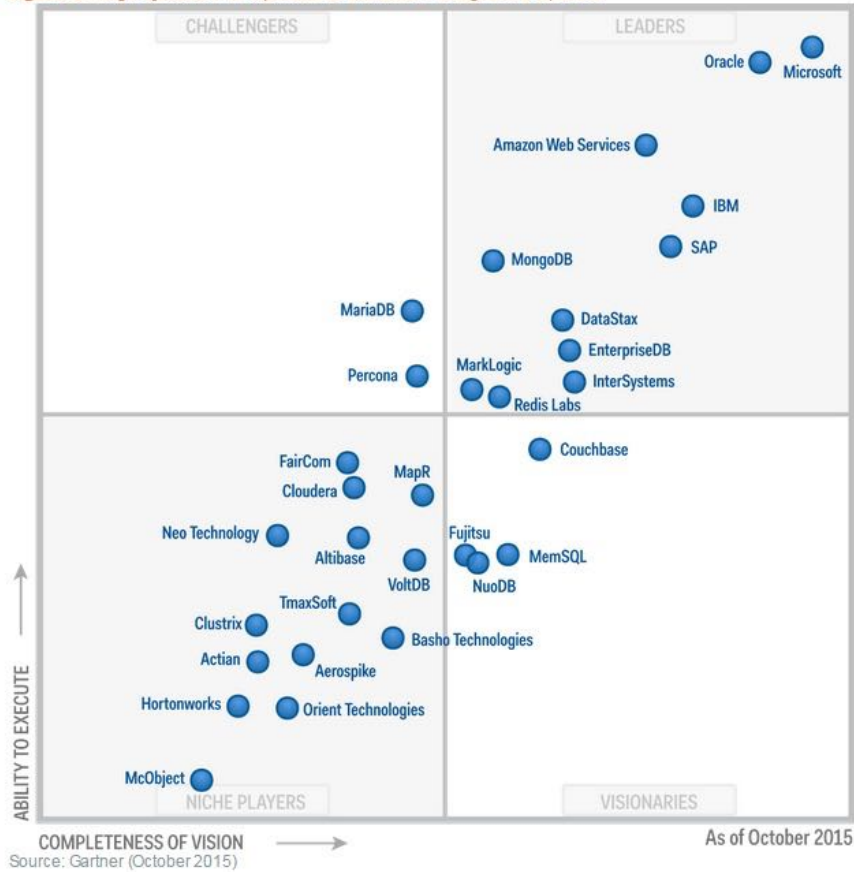 CHALLENGERS
LEADERS
Oracle
Microsoft
Amazon Web Services
IBM
SAP
MongoDB
MariaDB
DataStax
EnterpriseDB
Percona
MarkLogic
InterSystems
Redis Labs
FairCom
MapR
Couchbase
Cloudera
Neo Technology
Altibase
Fujitsu
MemSQL
VoltDB
NuoDB
TmaxSoft
Clustrix
Basho Technologies
Actian
Aerospike
Hortonworks
Orient Technologies
McObject
NICHE PLAYERS
VISIONARIES
ABILITY TO EXECUTE
COMPLETENESS OF VISION
As of October 2015
Source: Gartner (October 2015)